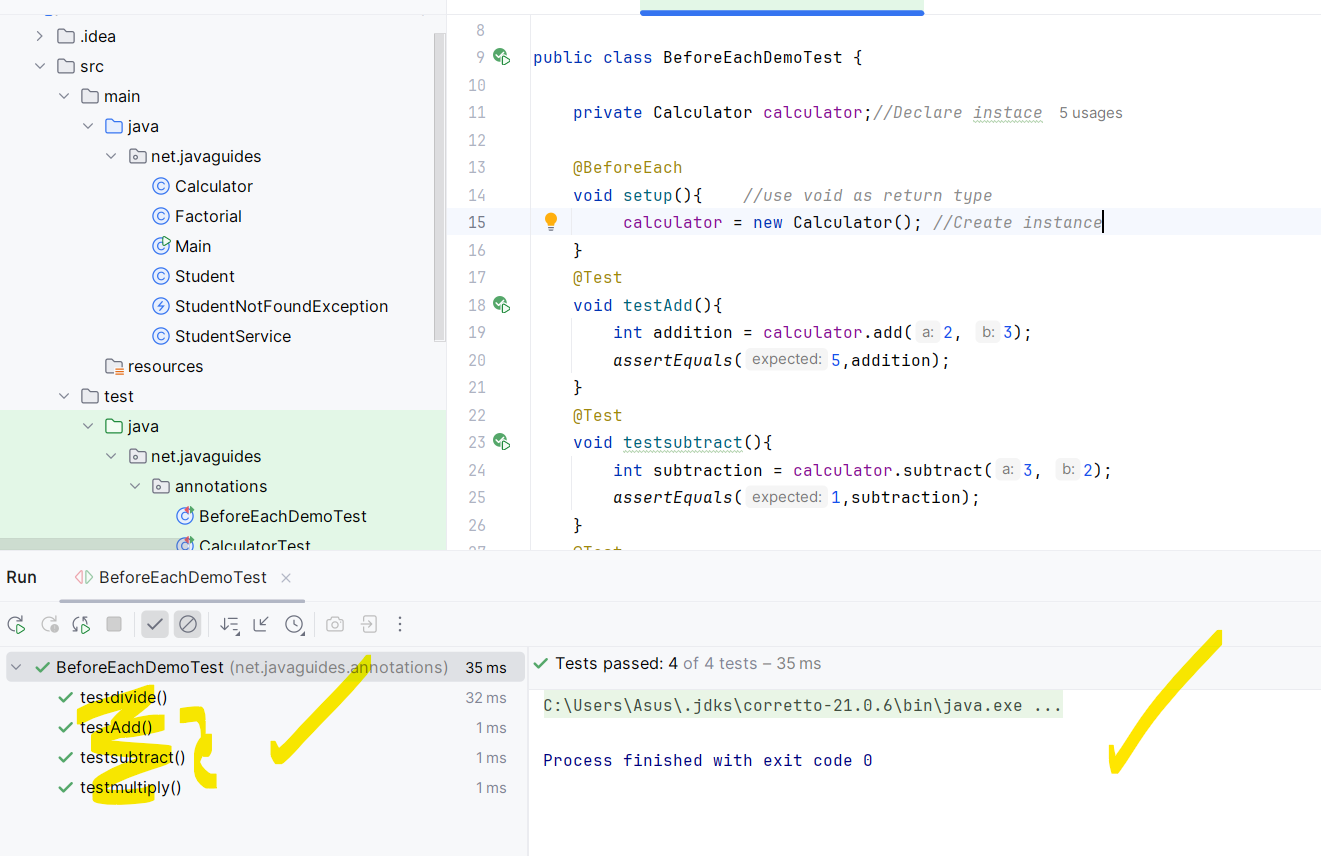 .idea
src
main
java
net.javaguides
Calculator
Factorial
Main
Student
StudentNotFoundException
StudentService
resources
test
java
net.javaguides
annotations
BeforeEachDemoTest
CalculatorTest
8
9 public class BeforeEachDemoTest {
10
11 private Calculator calculator;//Declare instace 5 usages
12
13 @BeforeEach
14 void setup(){ //use void as return type
15 calculator = new Calculator(); //Create instance
16 }
17 @Test
18 void testAdd(){
19 int addition = calculator.add( a: 2, b: 3);
20 assertEquals( expected: 5,addition);
21 }
22 @Test
23 void testsubtract(){
24 int subtraction = calculator.subtract( a: 3, b: 2);
25 assertEquals( expected: 1,subtraction);
26 }
27 @Test
Run BeforeEachDemoTest
BeforeEachDemoTest (net.javaguides.annotations) 35 ms
testdivide() 32 ms
testAdd() 1 ms
testsubtract() 1 ms
testmultiply() 1 ms
Tests passed: 4 of 4 tests – 35 ms
C:\Users\Asus\.jdks\corretto-21.0.6\bin\java.exe ...
Process finished with exit code 0